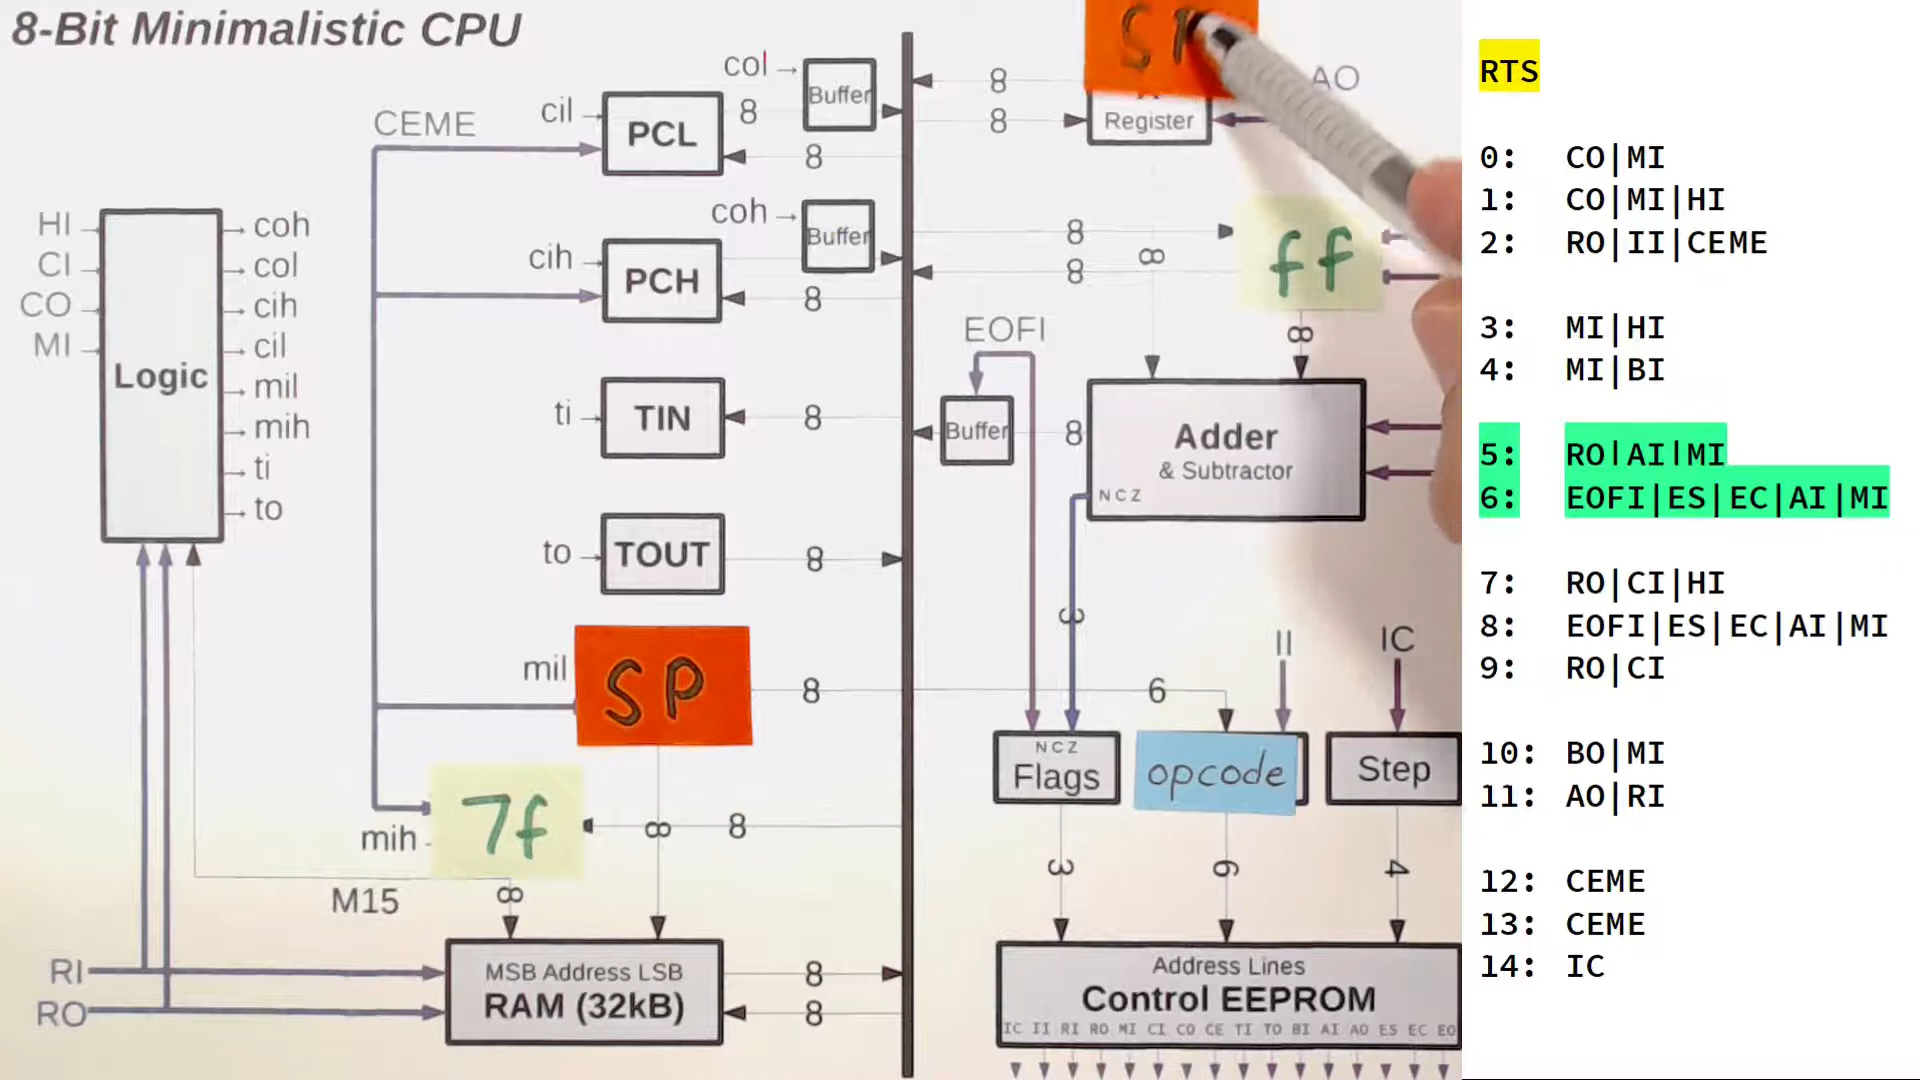 8-Bit Minimalistic CPU
SP
AO
Register
8
8
col
Buffer
CEME
cil
PCL
8
8
coh
Buffer
cih
PCH
8
HI
CI
CO
MI
Logic
coh
col
cih
cil
mil
mih
ti
to
8
8
ff
8
8
EOFI
Buffer
8
ti
TIN
8
Adder
& Subtractor
NCZ
to
TOUT
8
3
mil
SP
8
6
II
IC
NCZ
Flags
opcode
Step
mih
7f
8
8
M15
8
3
6
4
RI
RO
MSB Address LSB
RAM (32kB)
8
8
Address Lines
Control EEPROM
IC II RI RO MI CI CO CE TI TO BI AI AO ES EC EO
RTS
0: CO|MI
1: CO|MI|HI
2: RO|II|CEME
3: MI|HI
4: MI|BI
5: RO|AI|MI
6: EOFI|ES|EC|AI|MI
7: RO|CI|HI
8: EOFI|ES|EC|AI|MI
9: RO|CI
10: BO|MI
11: AO|RI
12: CEME
13: CEME
14: IC